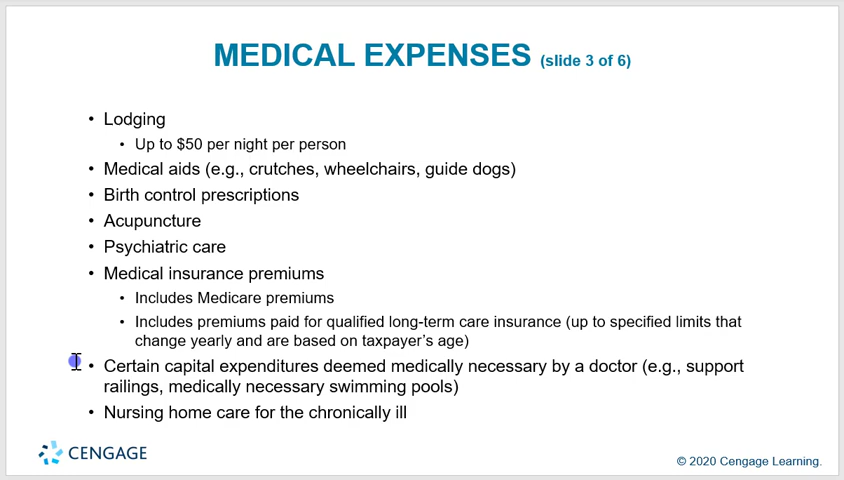 MEDICAL EXPENSES (slide 3 of 6)
• Lodging
• Up to $50 per night per person
• Medical aids (e.g., crutches, wheelchairs, guide dogs)
• Birth control prescriptions
• Acupuncture
• Psychiatric care
• Medical insurance premiums
• Includes Medicare premiums
• Includes premiums paid for qualified long-term care insurance (up to specified limits that
change yearly and are based on taxpayer's age)
• Certain capital expenditures deemed medically necessary by a doctor (e.g., support
railings, medically necessary swimming pools)
• Nursing home care for the chronically ill
CENGAGE
© 2020 Cengage Learning.